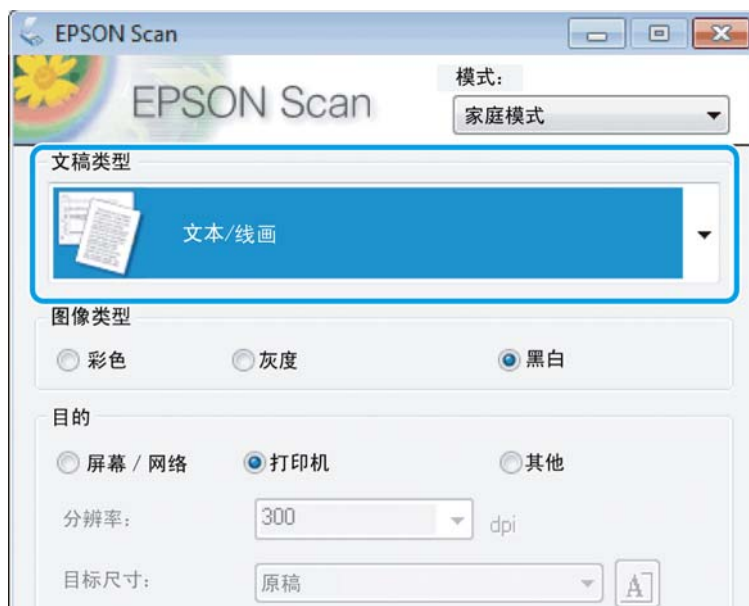 EPSON Scan
EPSON Scan
模式：
家庭模式
文稿类型
文本/线画
图像类型
彩色 灰度 黑白
目的
屏幕 / 网络 打印机 其他
分辨率： 300 dpi
目标尺寸： 原稿 A